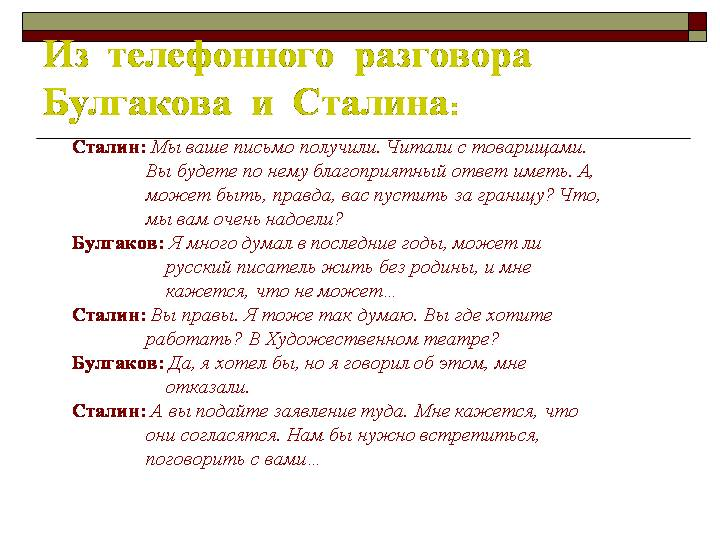 Из телефонного разговора
Булгакова и Сталина:
Сталин: Мы ваше письмо получили. Читали с товарищами.
Вы будете по нему благоприятный ответ иметь. А,
может быть, правда, вас пустить за границу? Что,
мы вам очень надоели?
Булгаков: Я много думал в последние годы, может ли
русский писатель жить без родины, и мне
кажется, что не может…
Сталин: Вы правы. Я тоже так думаю. Вы где хотите
работать? В Художественном театре?
Булгаков: Да, я хотел бы, но я говорил об этом, мне
отказали.
Сталин: А вы подайте заявление туда. Мне кажется, что
они согласятся. Нам бы нужно встретиться,
поговорить с вами…